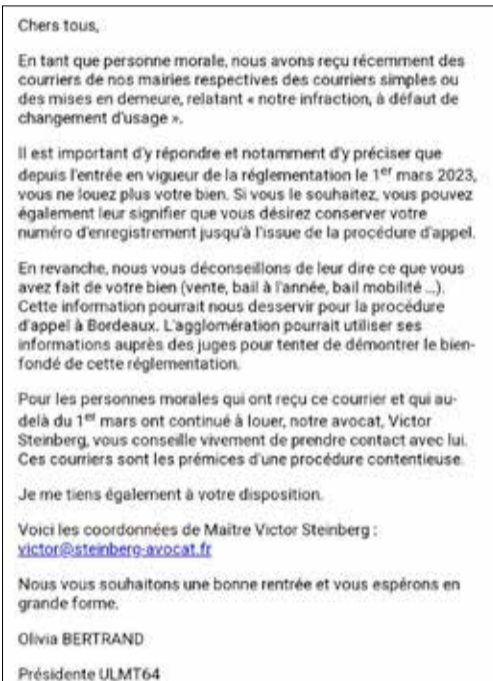 Chers tous,
En tant que personne morale, nous avons reçu récemment des
courriers de nos mairies respectives des courriers simples ou
des mises en demeure, relatant « notre infraction, à défaut de
changement d'usage ».
Il est important d'y répondre et notamment d'y préciser que
depuis l'entrée en vigueur de la réglementation le 1er mars 2023,
vous ne louez plus votre bien. Si vous le souhaitez, vous pouvez
également leur signifier que vous désirez conserver votre
numéro d'enregistrement jusqu'à l'issue de la procédure d'appel.
En revanche, nous vous déconseillons de leur dire ce que vous
avez fait de votre bien (vente, bail à l'année, bail mobilité ...).
Cette information pourrait nous desservir pour la procédure
d'appel à Bordeaux. L'agglomération pourrait utiliser ses
informations auprès des juges pour tenter de démontrer le bien-
fondé de cette réglementation.
Pour les personnes morales qui ont reçu ce courrier et qui au-
delà du 1er mars ont continué à louer, notre avocat, Victor
Steinberg, vous conseille vivement de prendre contact avec lui.
Ces courriers sont les prémices d'une procédure contentieuse.
Je me tiens également à votre disposition.
Voici les coordonnées de Maître Victor Steinberg :
victor@steinberg-avocat.fr
Nous vous souhaitons une bonne rentrée et vous espérons en
grande forme.
Olivia BERTRAND
Présidente ULMT64